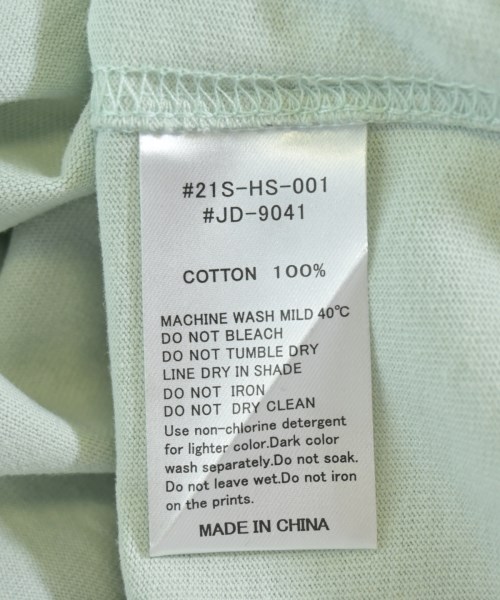 #21S-HS-001
#JD-9041
COTTON 100%
MACHINE WASH MILD 40℃
DO NOT BLEACH
DO NOT TUMBLE DRY
LINE DRY IN SHADE
DO NOT IRON
DO NOT DRY CLEAN
Use non-chlorine detergent
for lighter color.Dark color
wash separately.Do not soak.
Do not leave wet.Do not iron
on the prints.
MADE IN CHINA